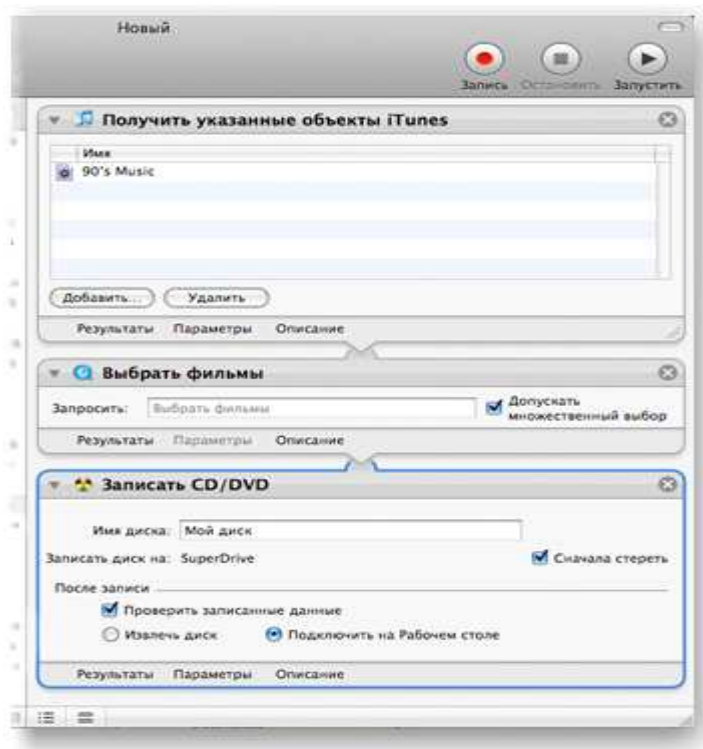 Новый
Запись Остановить Запустить
Получить указанные объекты iTunes
Имя
90's Music
Добавить... Удалить
Результаты Параметры Описание
Выбрать фильмы
Запросить: Выбрать фильмы Допускать множественный выбор
Результаты Параметры Описание
Записать CD/DVD
Имя диска: Мой диск
Записать диск на: SuperDrive Сначала стереть
После записи
Проверить записанные данные
Извлечь диск Подключить на Рабочем столе
Результаты Параметры Описание